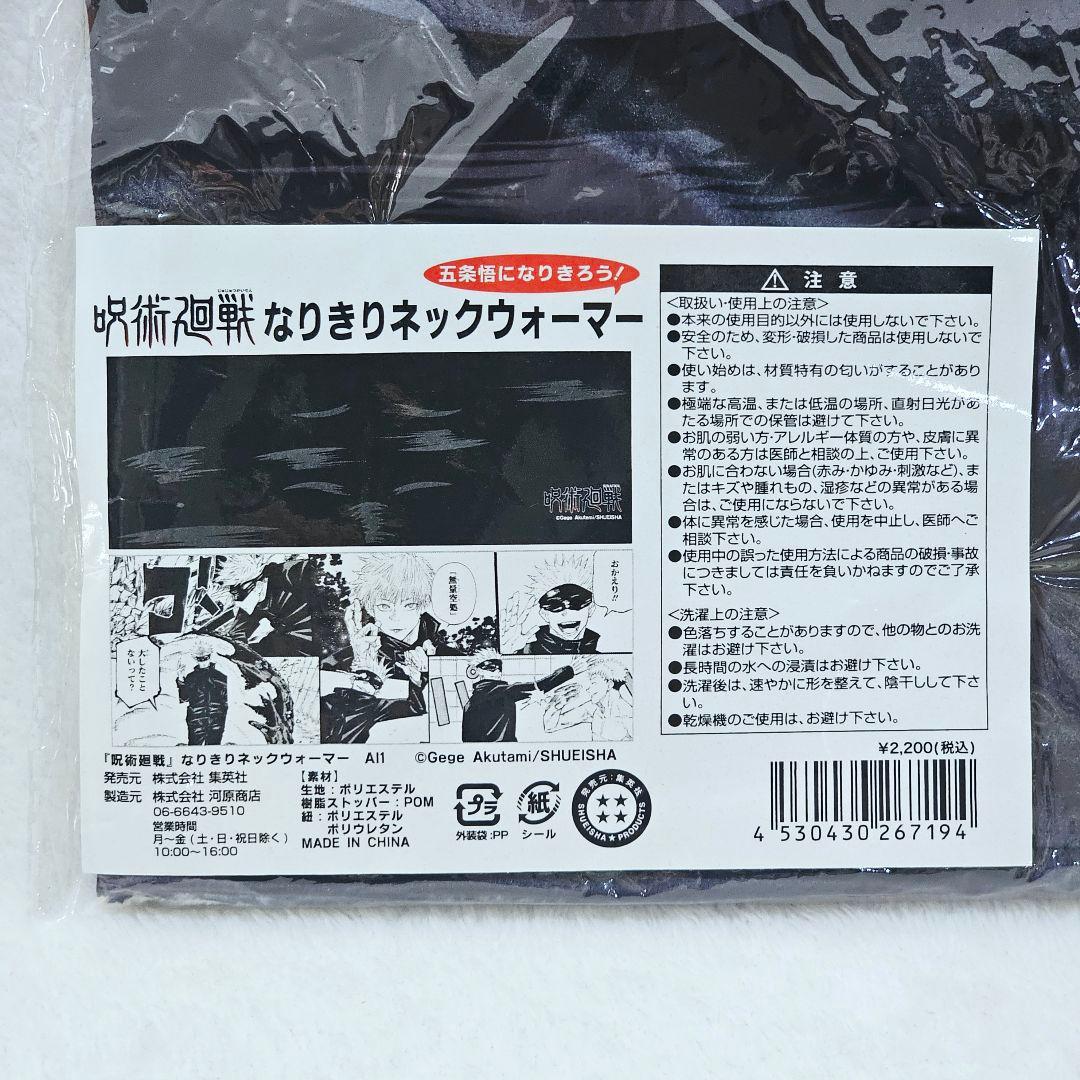 五条悟になりきろう!
じゅじゅつかいせん
呪術廻戦 なりきりネックウォーマー
呪術廻戦
©Gege Akutami/SHUEISHA
「無量空処」
おかえり!!
大したこと
ないって?
『呪術廻戦』なりきりネックウォーマー AI1 ©Gege Akutami/SHUEISHA
発売元 株式会社 集英社
製造元 株式会社 河原商店
06-6643-9510
営業時間
月~金(土・日・祝日除く)
10:00~16:00
【素材】
生地:ポリエステル
樹脂ストッパー:POM
紐:ポリエステル
ポリウレタン
MADE IN CHINA
プラ
外装袋:PP
紙
シール
発売元:集英社
SHUEISHA★PRODUCTS
⚠ 注意
<取扱い・使用上の注意>
●本来の使用目的以外には使用しないで下さい。
●安全のため、変形・破損した商品は使用しないで
下さい。
●使い始めは、材質特有の匂いがすることがあり
ます。
●極端な高温、または低温の場所、直射日光があ
たる場所での保管は避けて下さい。
●お肌の弱い方・アレルギー体質の方や、皮膚に異
常のある方は医師と相談の上、ご使用下さい。
●お肌に合わない場合(赤み・かゆみ・刺激など)、ま
たはキズや腫れもの、湿疹などの異常がある場
合は、ご使用にならないで下さい。
●体に異常を感じた場合、使用を中止し、医師へご
相談下さい。
●使用中の誤った使用方法による商品の破損・事故
につきましては責任を負いかねますのでご了承
下さい。
<洗濯上の注意>
●色落ちすることがありますので、他の物とのお洗
濯はお避け下さい。
●長時間の水への浸漬はお避け下さい。
●洗濯後は、速やかに形を整えて、陰干しして下さ
い。
●乾燥機のご使用は、お避け下さい。
¥2,200(税込)
4 530430 267194